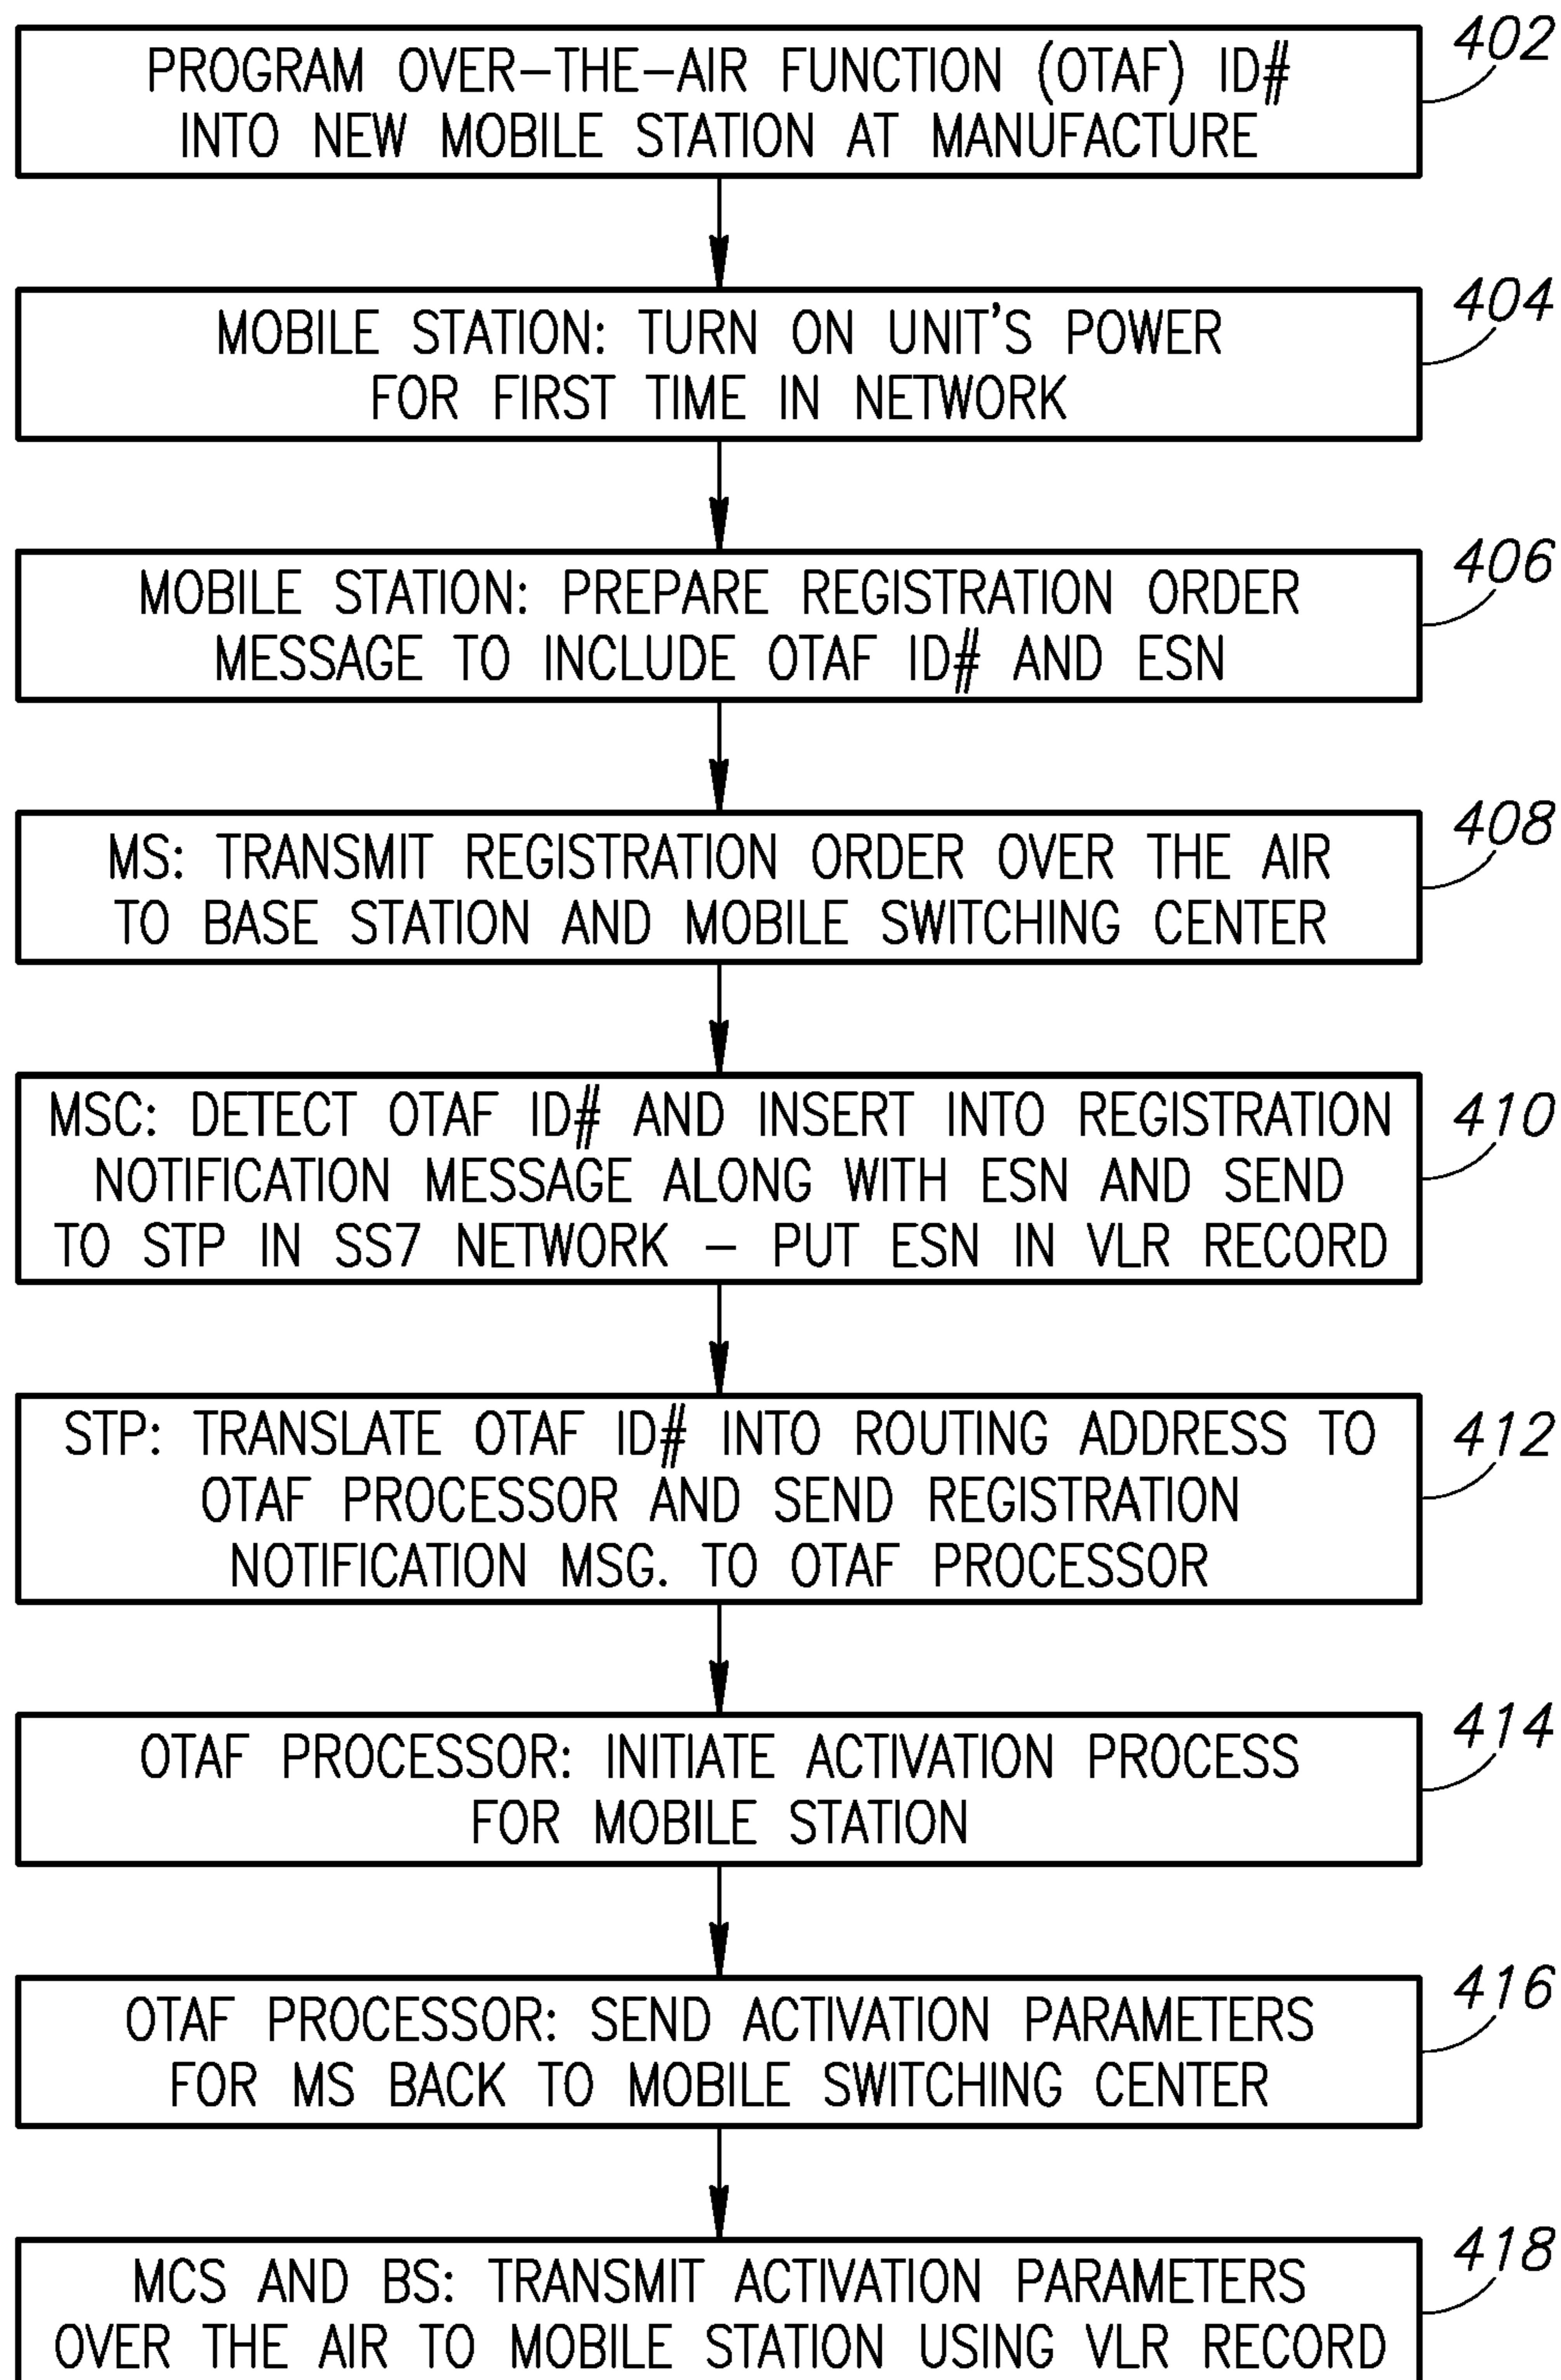 PROGRAM OVER-THE-AIR FUNCTION (OTAF) ID#
INTO NEW MOBILE STATION AT MANUFACTURE
402
MOBILE STATION: TURN ON UNIT'S POWER
FOR FIRST TIME IN NETWORK
404
MOBILE STATION: PREPARE REGISTRATION ORDER
MESSAGE TO INCLUDE OTAF ID# AND ESN
406
MS: TRANSMIT REGISTRATION ORDER OVER THE AIR
TO BASE STATION AND MOBILE SWITCHING CENTER
408
MSC: DETECT OTAF ID# AND INSERT INTO REGISTRATION
NOTIFICATION MESSAGE ALONG WITH ESN AND SEND
TO STP IN SS7 NETWORK – PUT ESN IN VLR RECORD
410
STP: TRANSLATE OTAF ID# INTO ROUTING ADDRESS TO
OTAF PROCESSOR AND SEND REGISTRATION
NOTIFICATION MSG. TO OTAF PROCESSOR
412
OTAF PROCESSOR: INITIATE ACTIVATION PROCESS
FOR MOBILE STATION
414
OTAF PROCESSOR: SEND ACTIVATION PARAMETERS
FOR MS BACK TO MOBILE SWITCHING CENTER
416
MCS AND BS: TRANSMIT ACTIVATION PARAMETERS
OVER THE AIR TO MOBILE STATION USING VLR RECORD
418